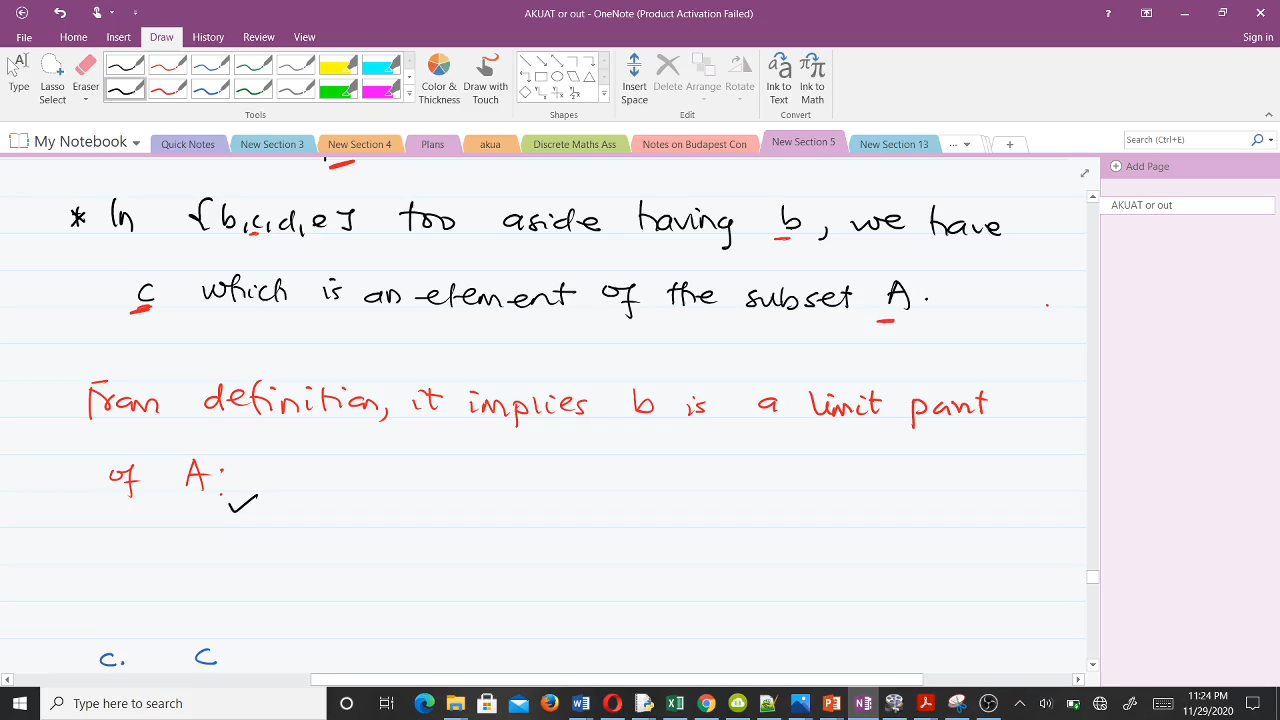 AKUAT or out - OneNote (Product Activation Failed)
File Home Insert Draw History Review View Sign in
Type Lasso Select Eraser Color & Thickness Draw with Touch Insert Space Delete Arrange Rotate Ink to Text Ink to Math
Tools Shapes Edit Convert
My Notebook Quick Notes New Section 3 New Section 4 Plans akua Discrete Maths Ass Notes on Budapest Con New Section 5 New Section 13 ... Search (Ctrl+E)
Add Page
AKUAT or out
* In {b,c,d,e} too aside having b, we have
c which is an element of the subset A.
From definition, it implies b is a limit point
of A:
c. c
Type here to search
11:24 PM
11/29/2020